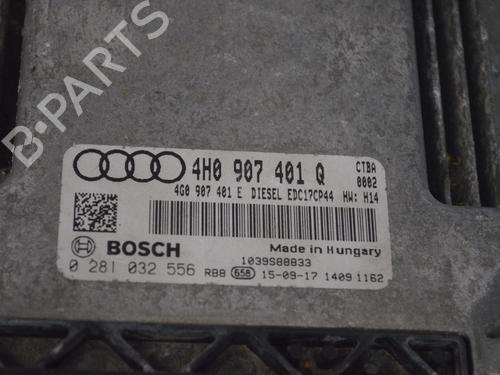 4H0 907 401 Q CTBA
4G0 907 401 E DIESEL EDC17CP44 0002
HW: H14
BOSCH
Made in Hungary
1039S88833
0 281 032 556 RB8 658 15-09-17 1409 1162
B-PARTS